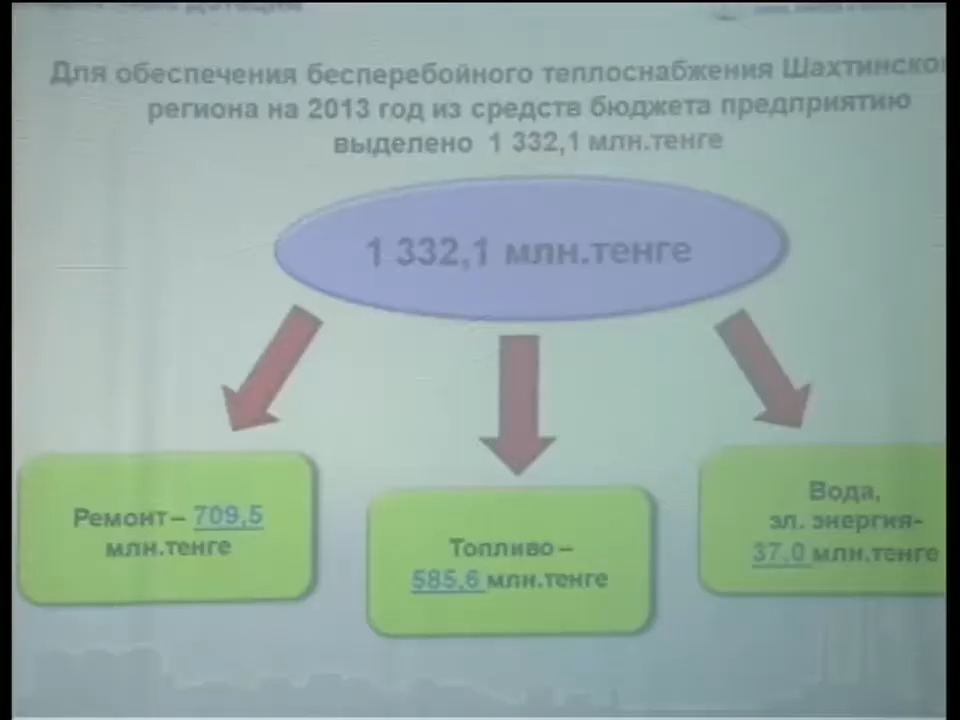 Для обеспечения бесперебойного теплоснабжения Шахтинско
региона на 2013 год из средств бюджета предприятию
выделено 1 332,1 млн.тенге
1 332,1 млн.тенге
Ремонт– 709,5
млн.тенге
Топливо –
585,6 млн.тенге
Вода,
эл. энергия-
37,0 млн.тенге